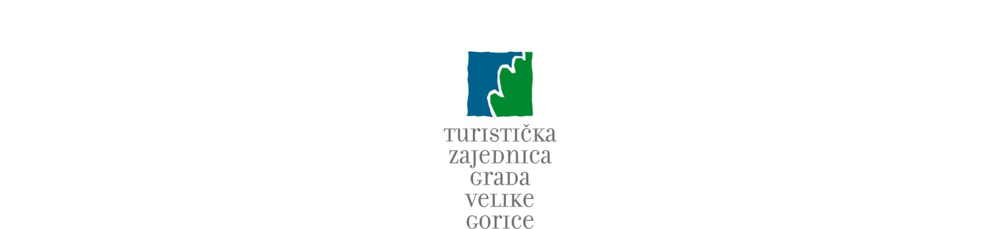 Turistička
zajednica
grada
velike
gorice